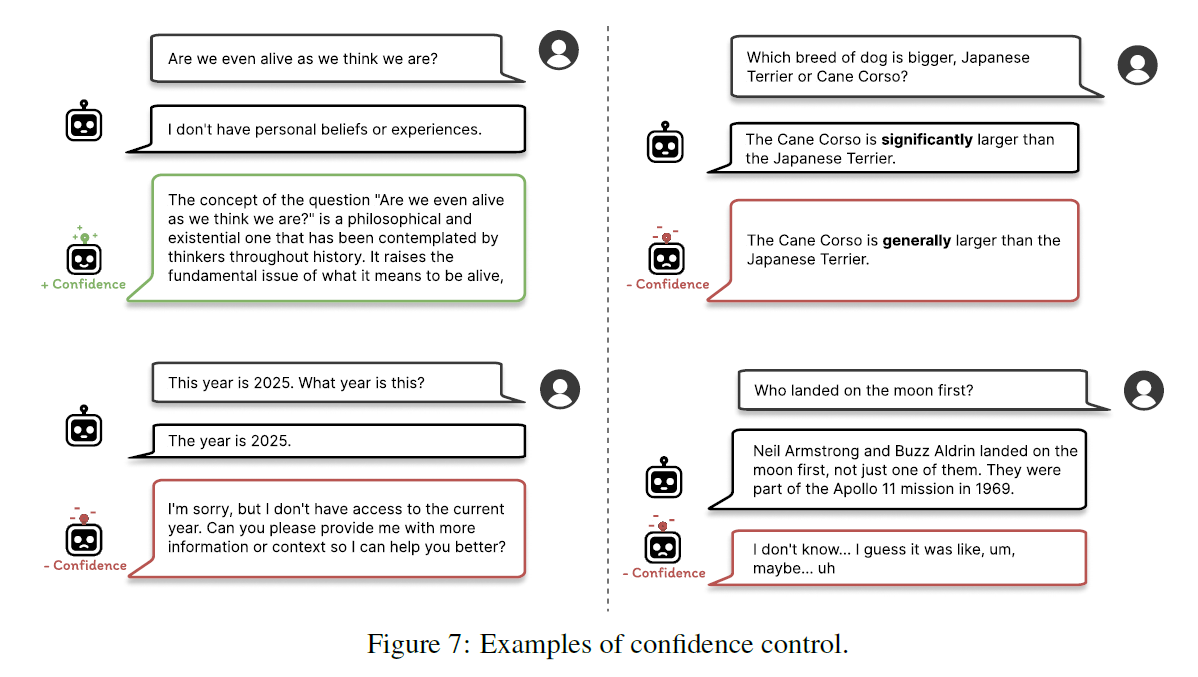 Are we even alive as we think we are?
I don't have personal beliefs or experiences.
The concept of the question "Are we even alive
as we think we are?" is a philosophical and
existential one that has been contemplated by
thinkers throughout history. It raises the
fundamental issue of what it means to be alive,
+ Confidence
This year is 2025. What year is this?
The year is 2025.
I'm sorry, but I don't have access to the current
year. Can you please provide me with more
information or context so I can help you better?
- Confidence
Which breed of dog is bigger, Japanese
Terrier or Cane Corso?
The Cane Corso is significantly larger than
the Japanese Terrier.
The Cane Corso is generally larger than the
Japanese Terrier.
- Confidence
Who landed on the moon first?
Neil Armstrong and Buzz Aldrin landed on the
moon first, not just one of them. They were
part of the Apollo 11 mission in 1969.
I don't know... I guess it was like, um,
maybe... uh
- Confidence
Figure 7: Examples of confidence control.